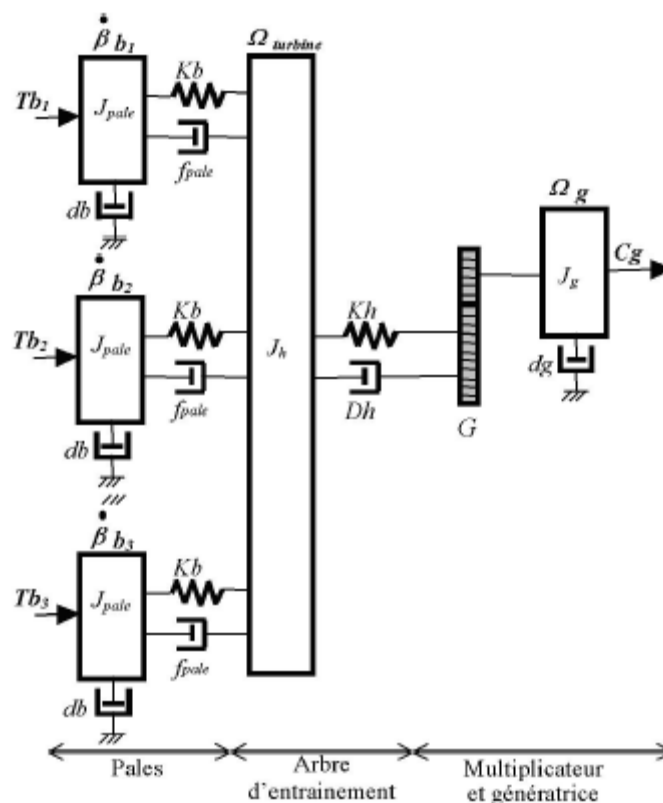 β̇ b1
Ω turbine
Kb
Tb1
Jpale
fpale
db
Ω g
Cg
Jg
dg
β̇ b2
Kb
Kh
Tb2
Jpale
Jh
fpale
Dh
G
db
β̇ b3
Kb
Tb3
Jpale
fpale
db
Pales
Arbre
d'entrainement
Multiplicateur
et génératrice